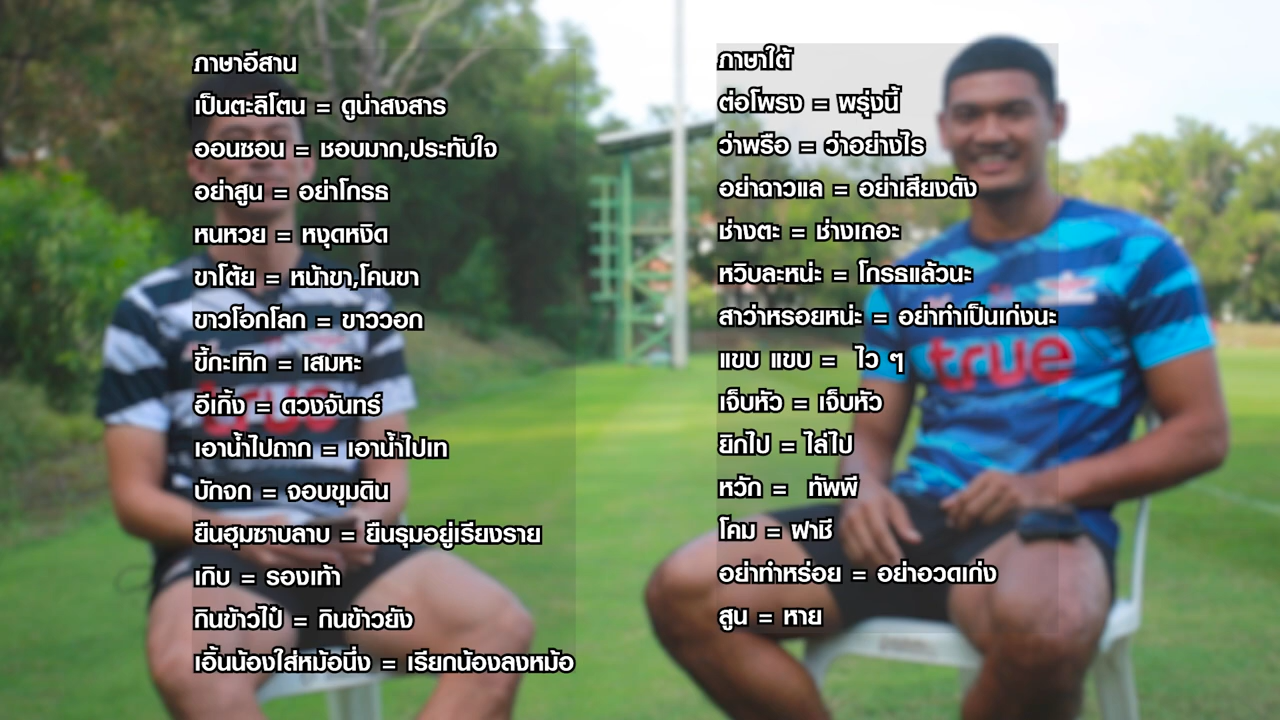 ภาษาอีสาน
เป็นตะลิโตน = ดูน่าสงสาร
ออนซอน = ชอบมาก,ประทับใจ
อย่าสูน = อย่าโกรธ
หนหวย = หงุดหงิด
ขาโต้ย = หน้าขา,โคนขา
ขาวโอกโลก = ขาววอก
ขี้กะเทิก = เสมหะ
อีเกิ้ง = ดวงจันทร์
เอาน้ำไปถาก = เอาน้ำไปเท
บักจก = จอบขุมดิน
ยืนฮุมซาบลาบ = ยืนรุมอยู่เรียงราย
เกิบ = รองเท้า
กินข้าวไป๋ = กินข้าวยัง
เอิ้นน้องใส่หม้อนึ่ง = เรียกน้องลงหม้อ
ภาษาใต้
ต่อโพรง = พรุ่งนี้
ว่าพรือ = ว่าอย่างไร
อย่าฉาวแล = อย่าเสียงดัง
ช่างตะ = ช่างเถอะ
หวิบละหน่ะ = โกรธแล้วนะ
สาว่าหรอยหน่ะ = อย่าทำเป็นเก่งนะ
แขบ แขบ = ไว ๆ
เจ็บหัว = เจ็บหัว
ยิกไป = ไล่ไป
หวัก = ทัพพี
โคม = ฝาชี
อย่าทำหร่อย = อย่าอวดเก่ง
สูน = หาย
true
true